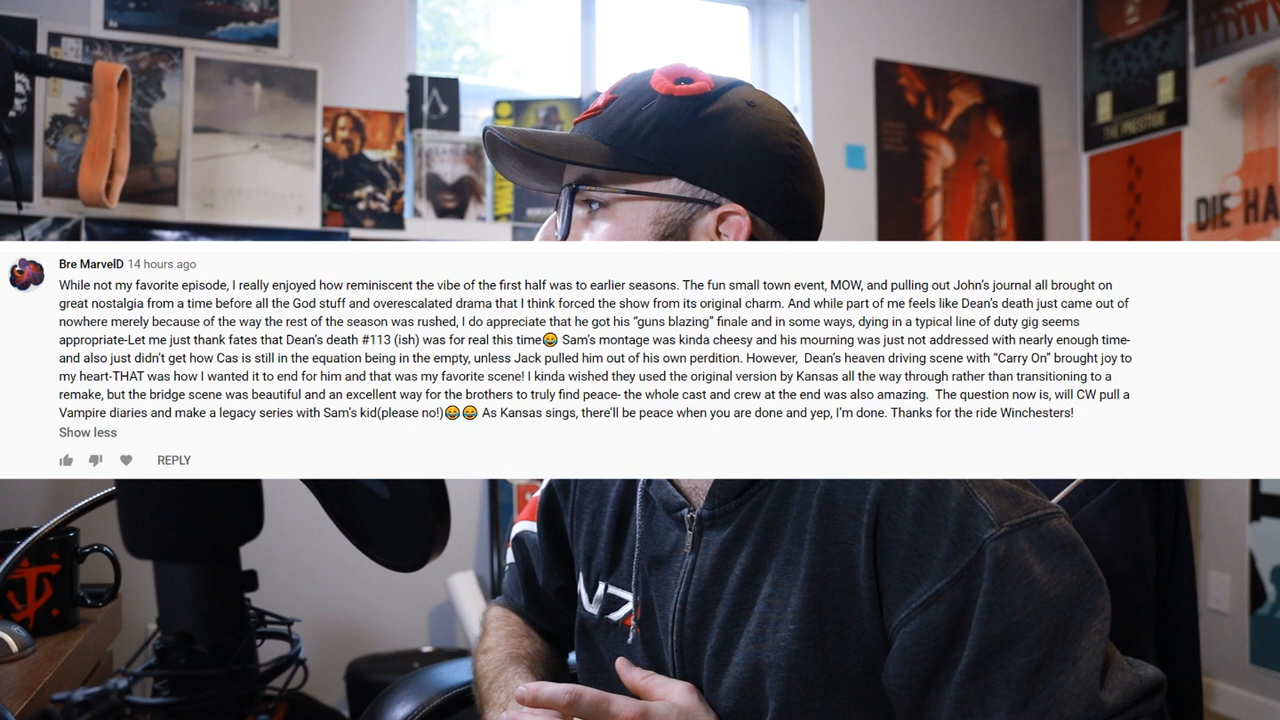 THE PRESTIGE
DIE HA
Bre MarvelD 14 hours ago
While not my favorite episode, I really enjoyed how reminiscent the vibe of the first half was to earlier seasons. The fun small town event, MOW, and pulling out John's journal all brought on
great nostalgia from a time before all the God stuff and overescalated drama that I think forced the show from its original charm. And while part of me feels like Dean's death just came out of
nowhere merely because of the way the rest of the season was rushed, I do appreciate that he got his “guns blazing” finale and in some ways, dying in a typical line of duty gig seems
appropriate-Let me just thank fates that Dean's death #113 (ish) was for real this time😂 Sam's montage was kinda cheesy and his mourning was just not addressed with nearly enough time-
and also just didn't get how Cas is still in the equation being in the empty, unless Jack pulled him out of his own perdition. However,  Dean's heaven driving scene with “Carry On” brought joy to
my heart-THAT was how I wanted it to end for him and that was my favorite scene! I kinda wished they used the original version by Kansas all the way through rather than transitioning to a
remake, but the bridge scene was beautiful and an excellent way for the brothers to truly find peace- the whole cast and crew at the end was also amazing.  The question now is, will CW pull a
Vampire diaries and make a legacy series with Sam's kid(please no!)😂😂 As Kansas sings, there'll be peace when you are done and yep, I'm done. Thanks for the ride Winchesters!
Show less
REPLY
N7